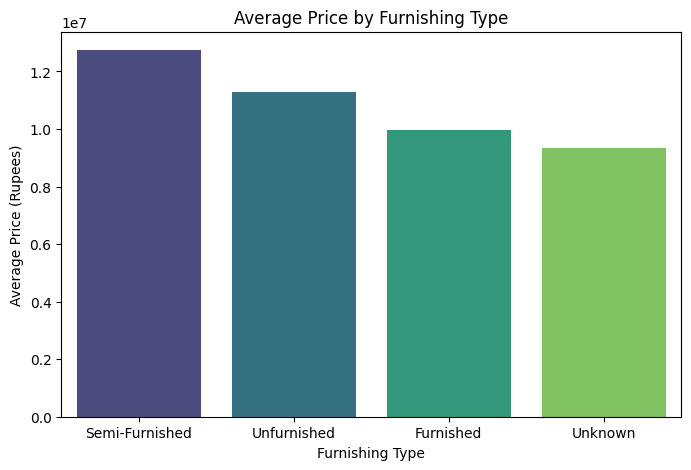 Average Price by Furnishing Type
1e7
1.2
1.0
0.8
0.6
0.4
0.2
0.0
Average Price (Rupees)
Semi-Furnished Unfurnished Furnished Unknown
Furnishing Type